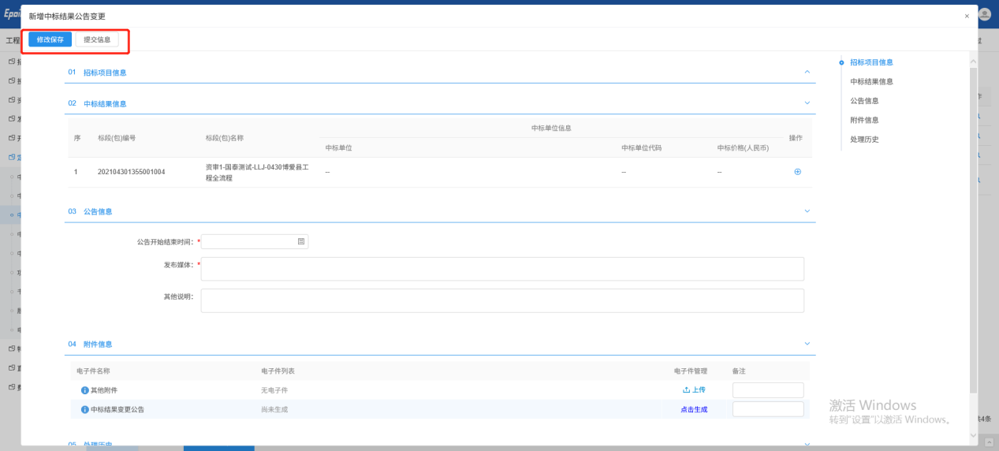 新增中标结果公告变更
×
修改保存
提交信息
工程
01 招标项目信息
招标项目信息
中标结果信息
公告信息
附件信息
处理历史
02 中标结果信息
序
标段(包)编号
标段(包)名称
中标单位信息
操作
中标单位
中标单位代码
中标价格(人民币)
1
202104301355001004
资审1-国泰测试-LLJ-0430博爱县工
程全流程
--
--
--
03 公告信息
公告开始结束时间: *
发布媒体: *
其他说明:
04 附件信息
电子件名称
电子件列表
电子件管理
备注
其他附件
无电子件
上传
中标结果变更公告
尚未生成
点击生成
05 处理历史
激活 Windows
转到"设置"以激活 Windows。
共4条